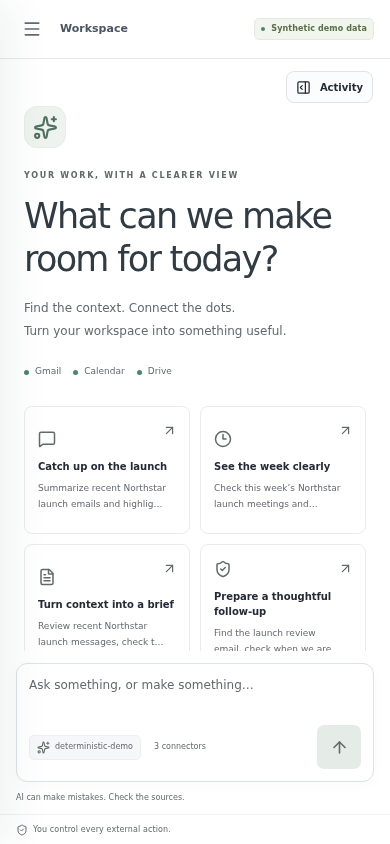 Workspace
Synthetic demo data
Activity
YOUR WORK, WITH A CLEARER VIEW
What can we make
room for today?
Find the context. Connect the dots.
Turn your workspace into something useful.
Gmail
Calendar
Drive
Catch up on the launch
Summarize recent Northstar
launch emails and highlig...
See the week clearly
Check this week's Northstar
launch meetings and...
Turn context into a brief
Review recent Northstar
launch messages, check t...
Prepare a thoughtful
follow-up
Find the launch review
email, check when we are
Ask something, or make something...
deterministic-demo
3 connectors
AI can make mistakes. Check the sources.
You control every external action.